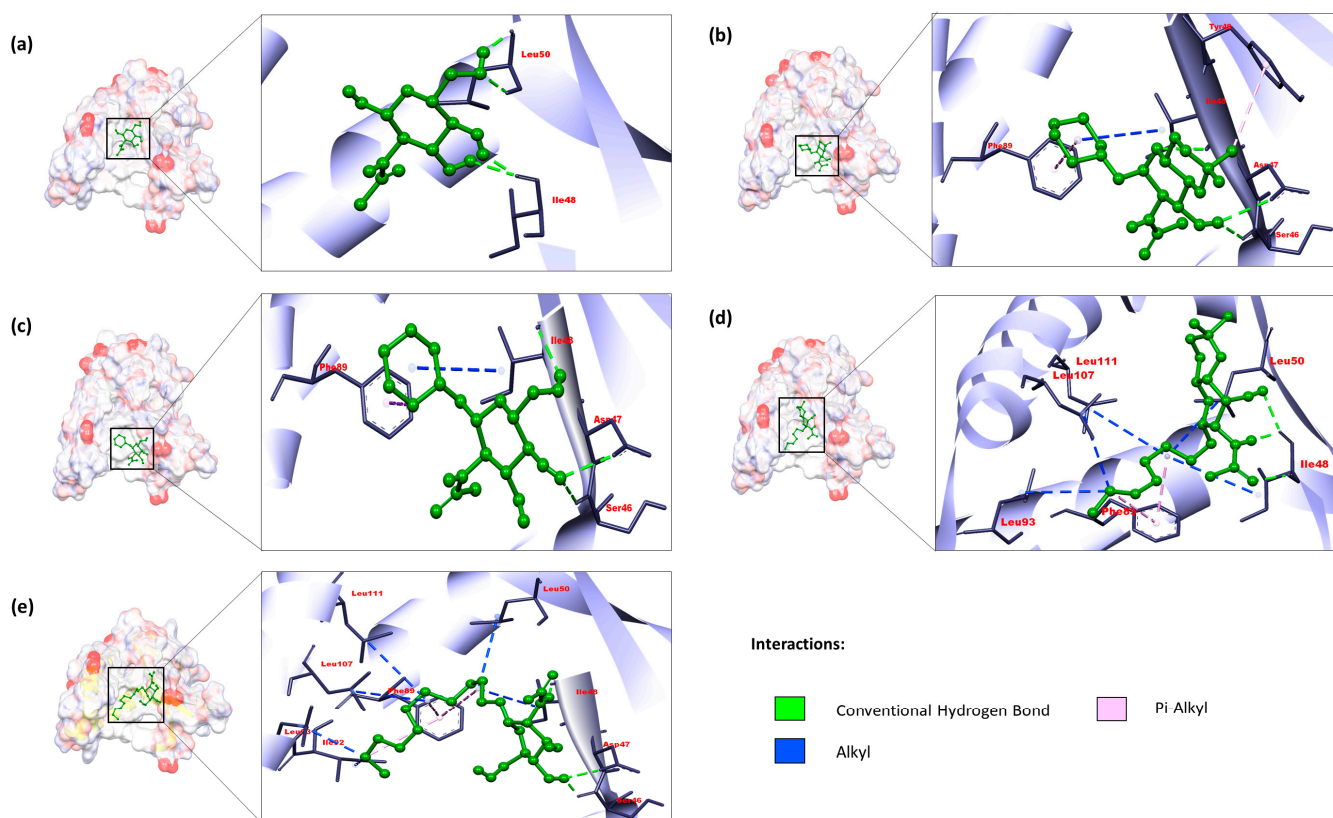 (a)
Leu50
Ile48
(b)
Tyr49
Ile48
Phe89
Asp47
Ser46
(c)
Ile48
Phe89
Asp47
Ser46
(d)
Leu111
Leu107
Leu50
Ile48
Leu93
Phe89
(e)
Leu111
Leu50
Leu107
Phe89
Ile48
Ile92
Asp47
Ser46
Interactions:
Conventional Hydrogen Bond
Pi-Alkyl
Alkyl